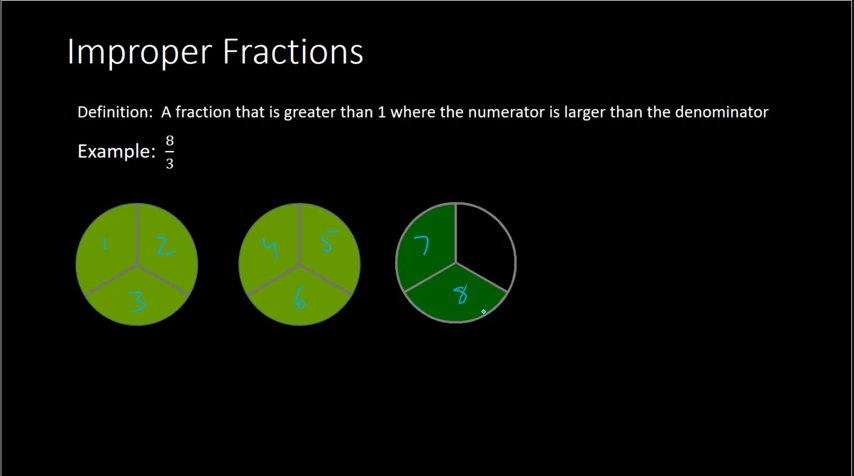 Improper Fractions
Definition: A fraction that is greater than 1 where the numerator is larger than the denominator
Example: 8/3
1 2 4 5 7
3 6 8